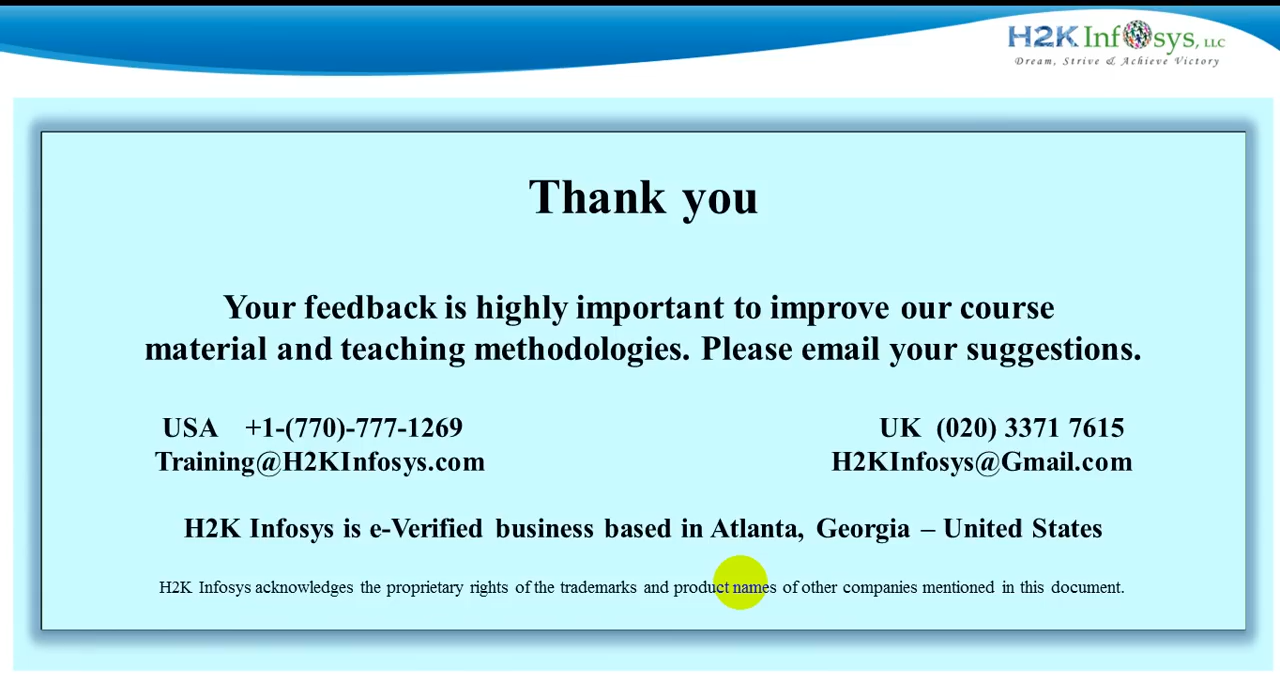 H2K Infosys, LLC
Dream, Strive & Achieve Victory
Thank you
Your feedback is highly important to improve our course
material and teaching methodologies. Please email your suggestions.
USA +1-(770)-777-1269
UK (020) 3371 7615
Training@H2KInfosys.com
H2KInfosys@Gmail.com
H2K Infosys is e-Verified business based in Atlanta, Georgia – United States
H2K Infosys acknowledges the proprietary rights of the trademarks and product names of other companies mentioned in this document.